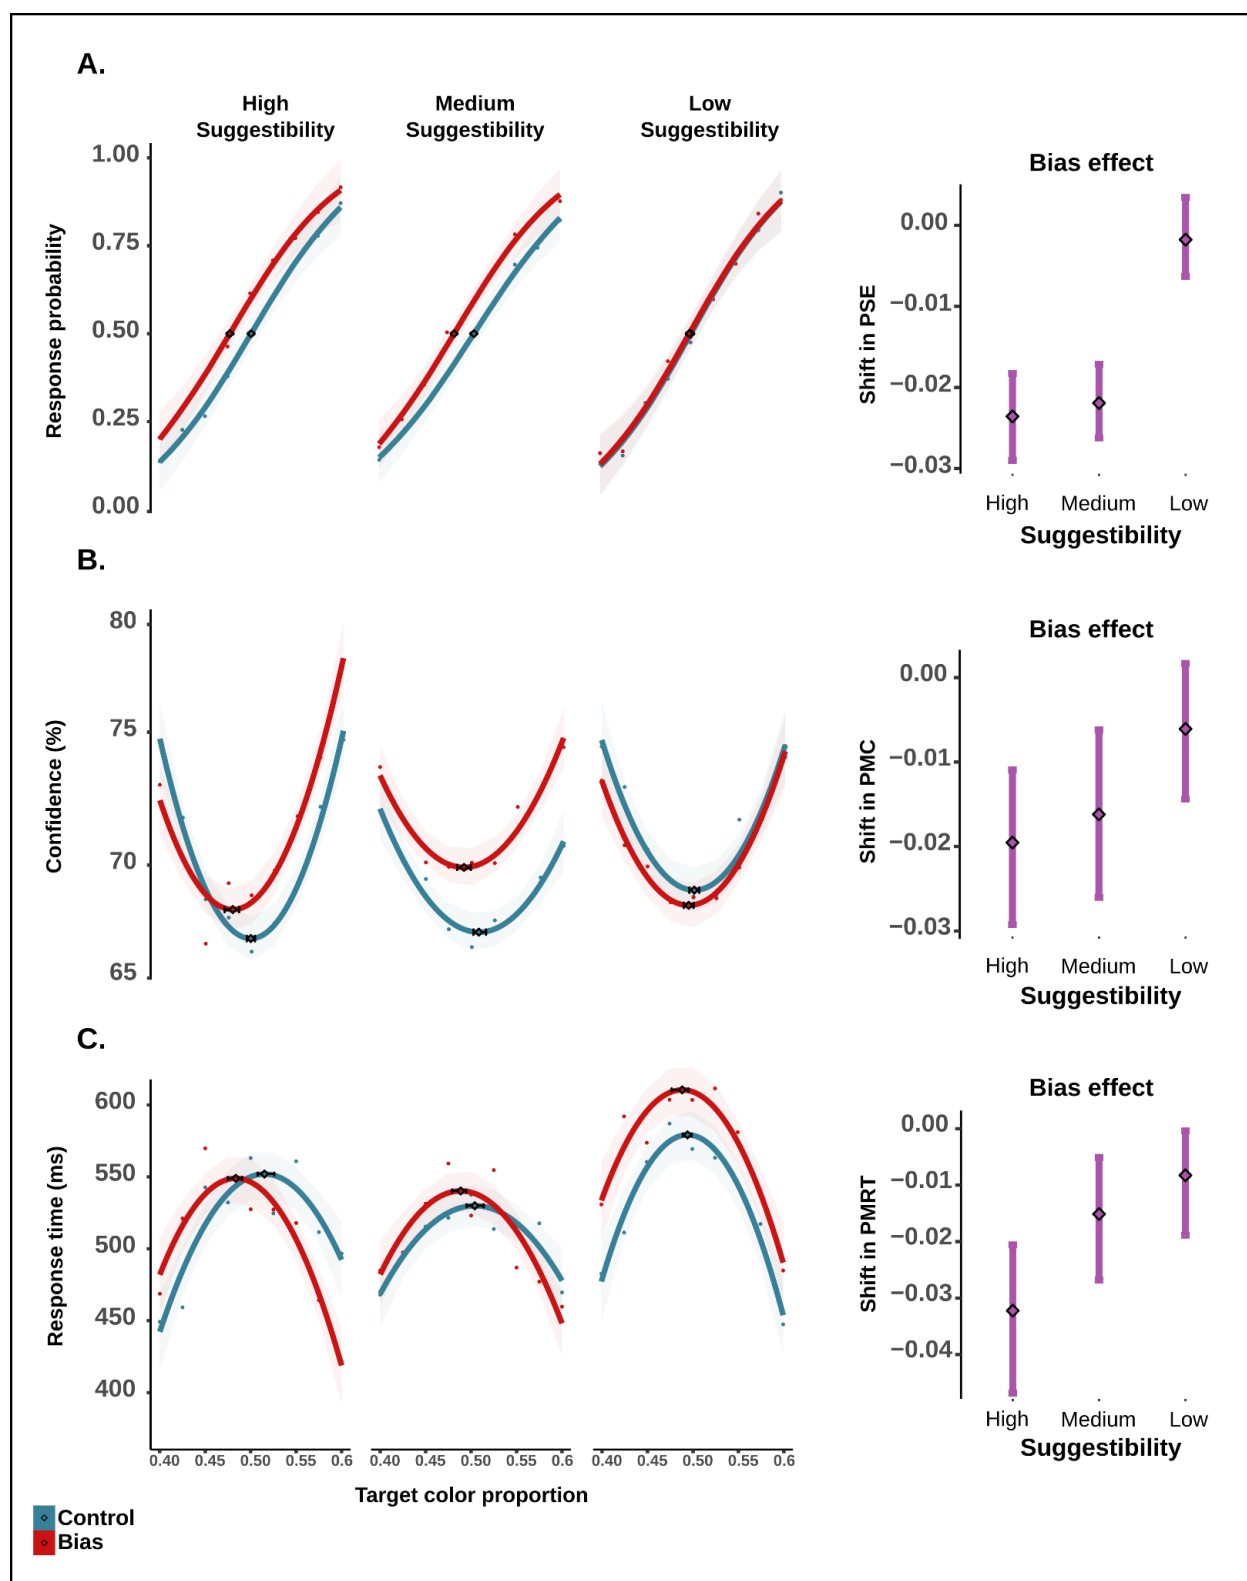 A.
High
Suggestibility
Medium
Suggestibility
Low
Suggestibility
Response probability
1.00
0.75
0.50
0.25
0.00
Bias effect
Shift in PSE
0.00
−0.01
−0.02
−0.03
High Medium Low
Suggestibility
B.
Confidence (%)
80
75
70
65
Bias effect
Shift in PMC
0.00
−0.01
−0.02
−0.03
High Medium Low
Suggestibility
C.
Response time (ms)
600
550
500
450
400
0.40 0.45 0.50 0.55 0.6
0.40 0.45 0.50 0.55 0.6
0.40 0.45 0.50 0.55 0.6
Target color proportion
Bias effect
Shift in PMRT
0.00
−0.01
−0.02
−0.03
−0.04
High Medium Low
Suggestibility
Control
Bias